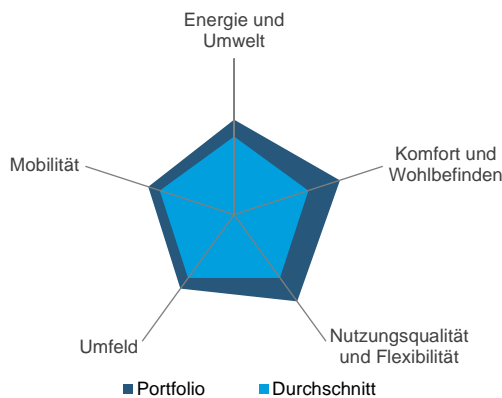 Energie und
Umwelt
Komfort und
Wohlbefinden
Mobilität
Umfeld
Nutzungsqualität
und Flexibilität
Portfolio
Durchschnitt